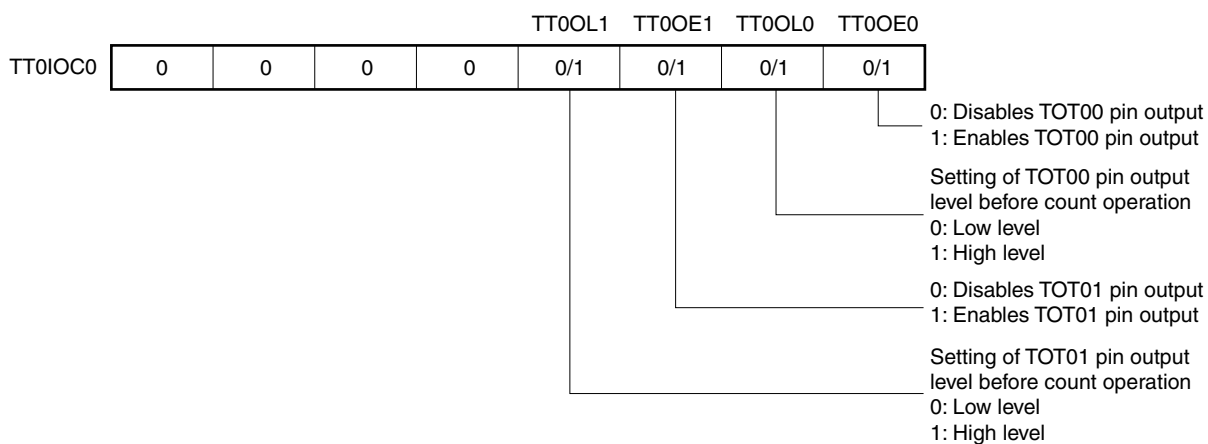 TT0OL1 TT0OE1 TT0OL0 TT0OE0
TT0IOC0 0 0 0 0 0/1 0/1 0/1 0/1
0: Disables TOT00 pin output
1: Enables TOT00 pin output
Setting of TOT00 pin output
level before count operation
0: Low level
1: High level
0: Disables TOT01 pin output
1: Enables TOT01 pin output
Setting of TOT01 pin output
level before count operation
0: Low level
1: High level